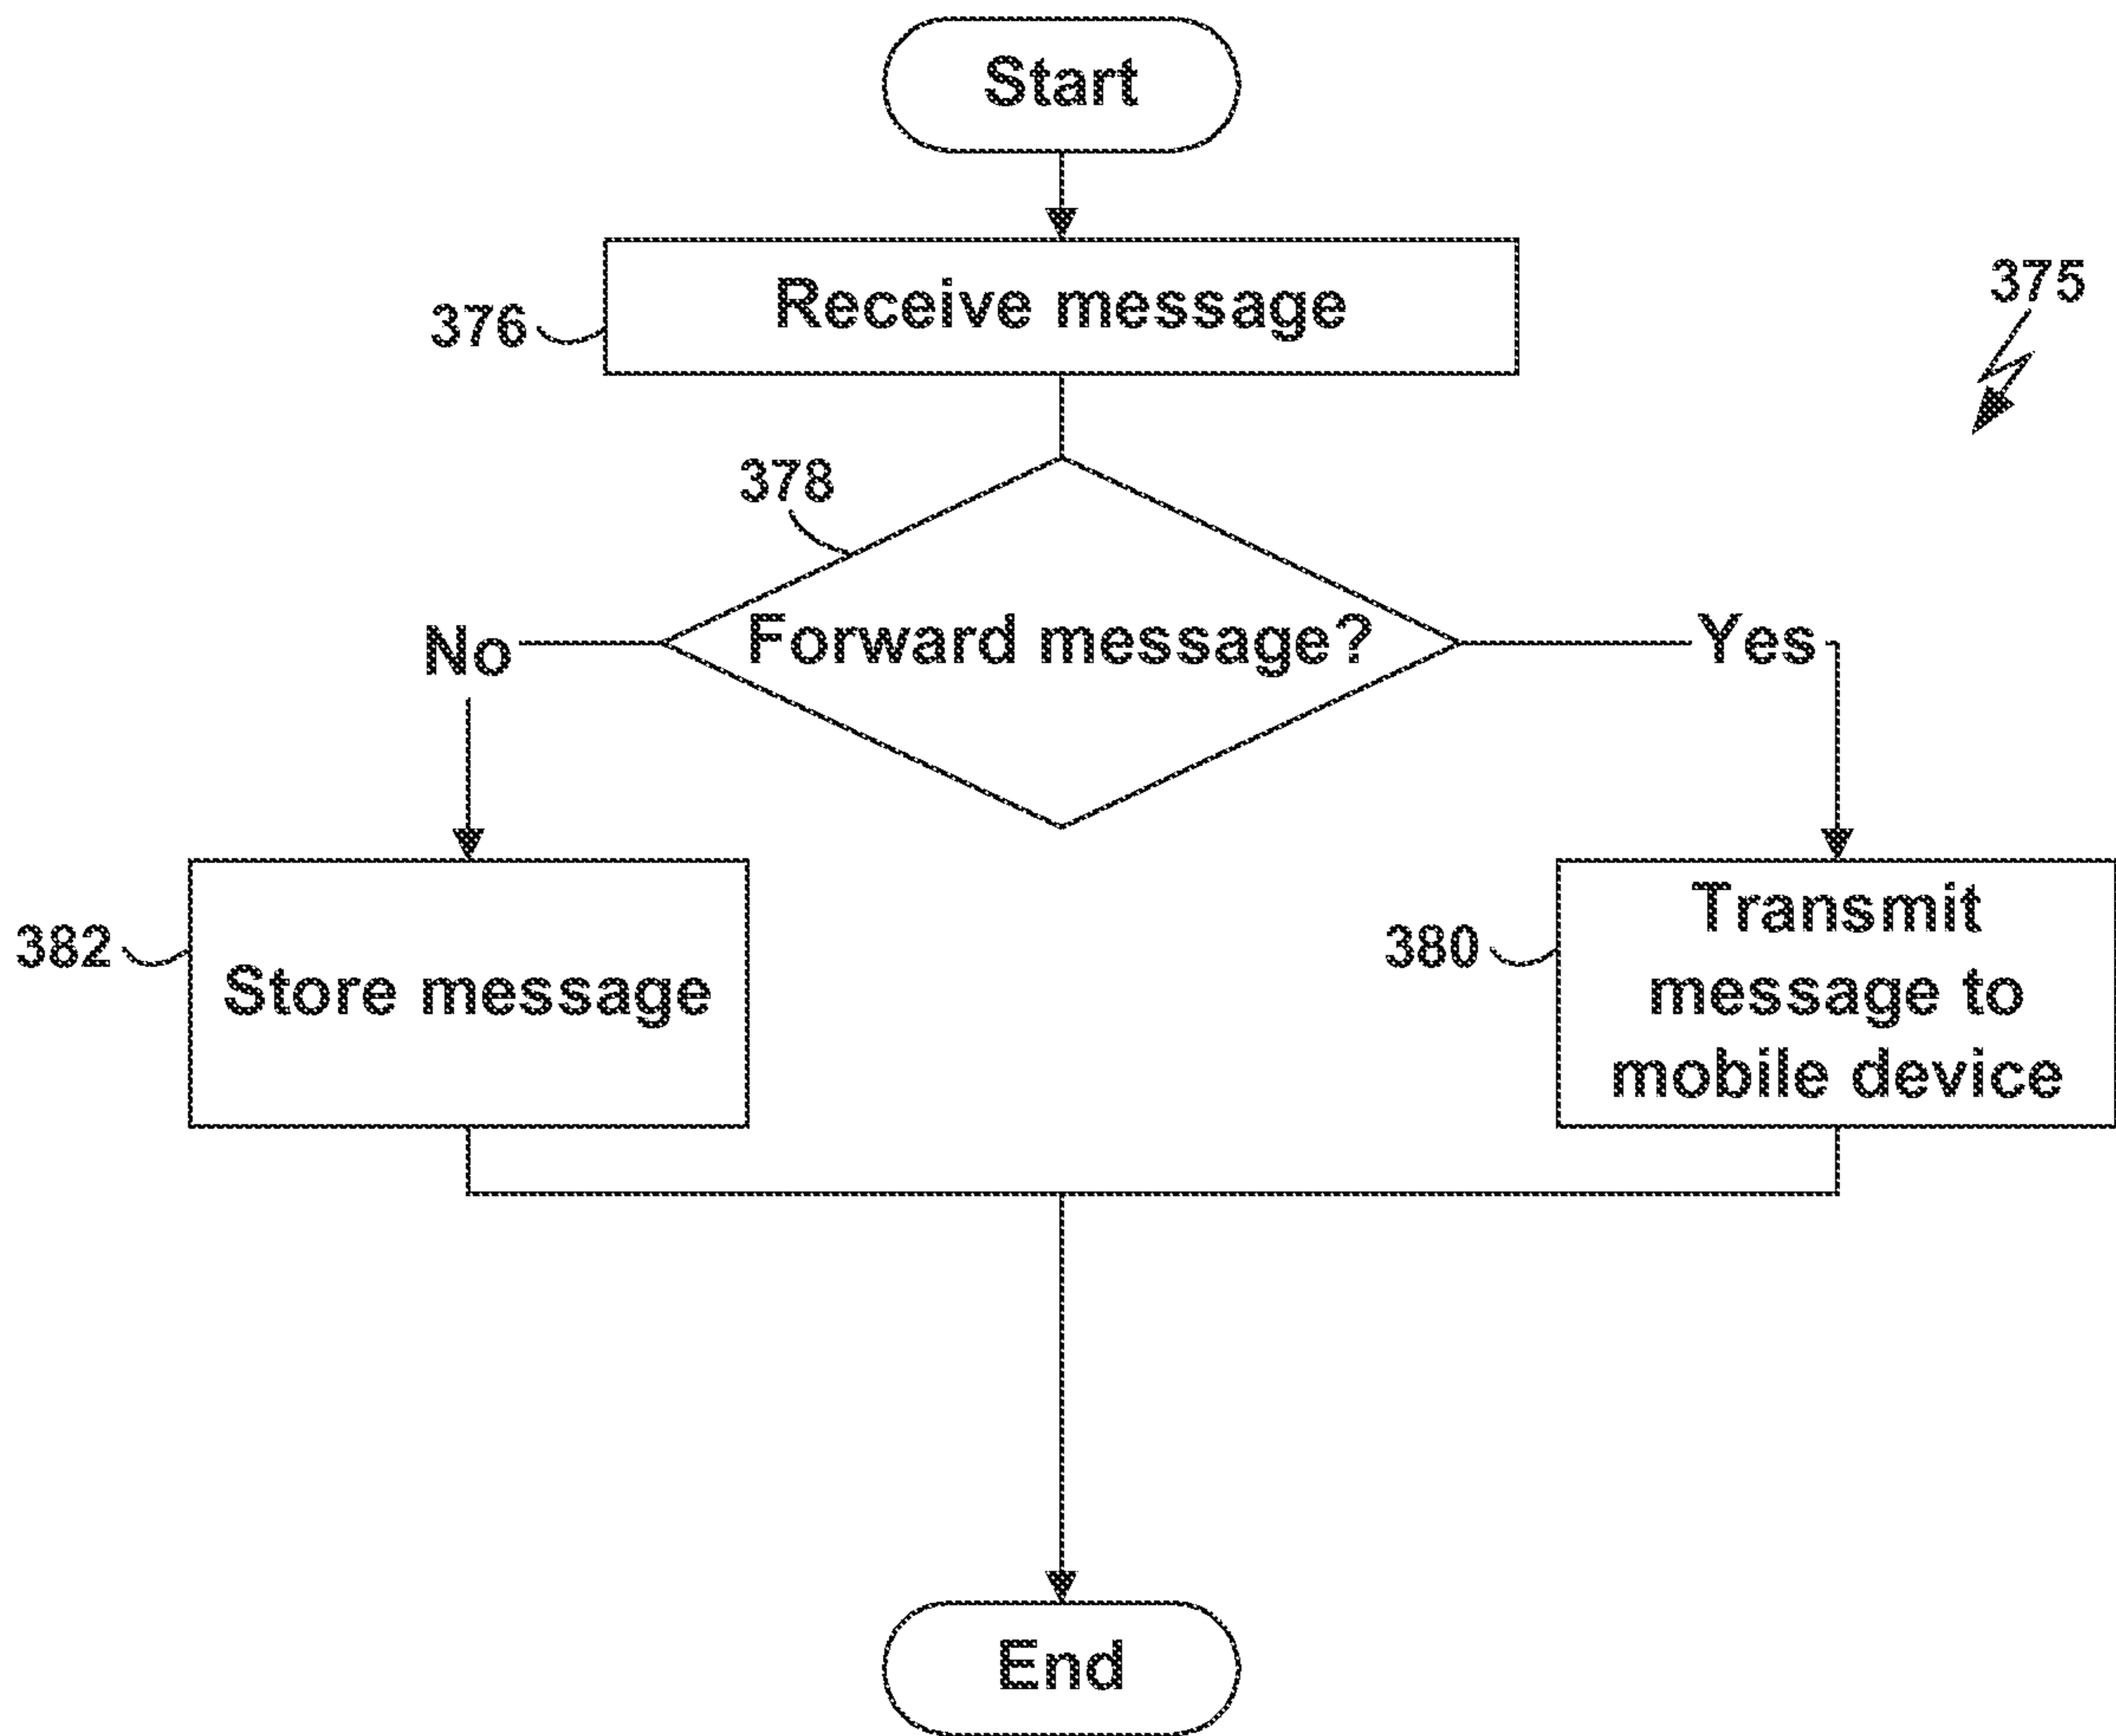 Start
Receive message
376
375
378
Forward message?
No
Yes
382
Store message
380
Transmit
message to
mobile device
End